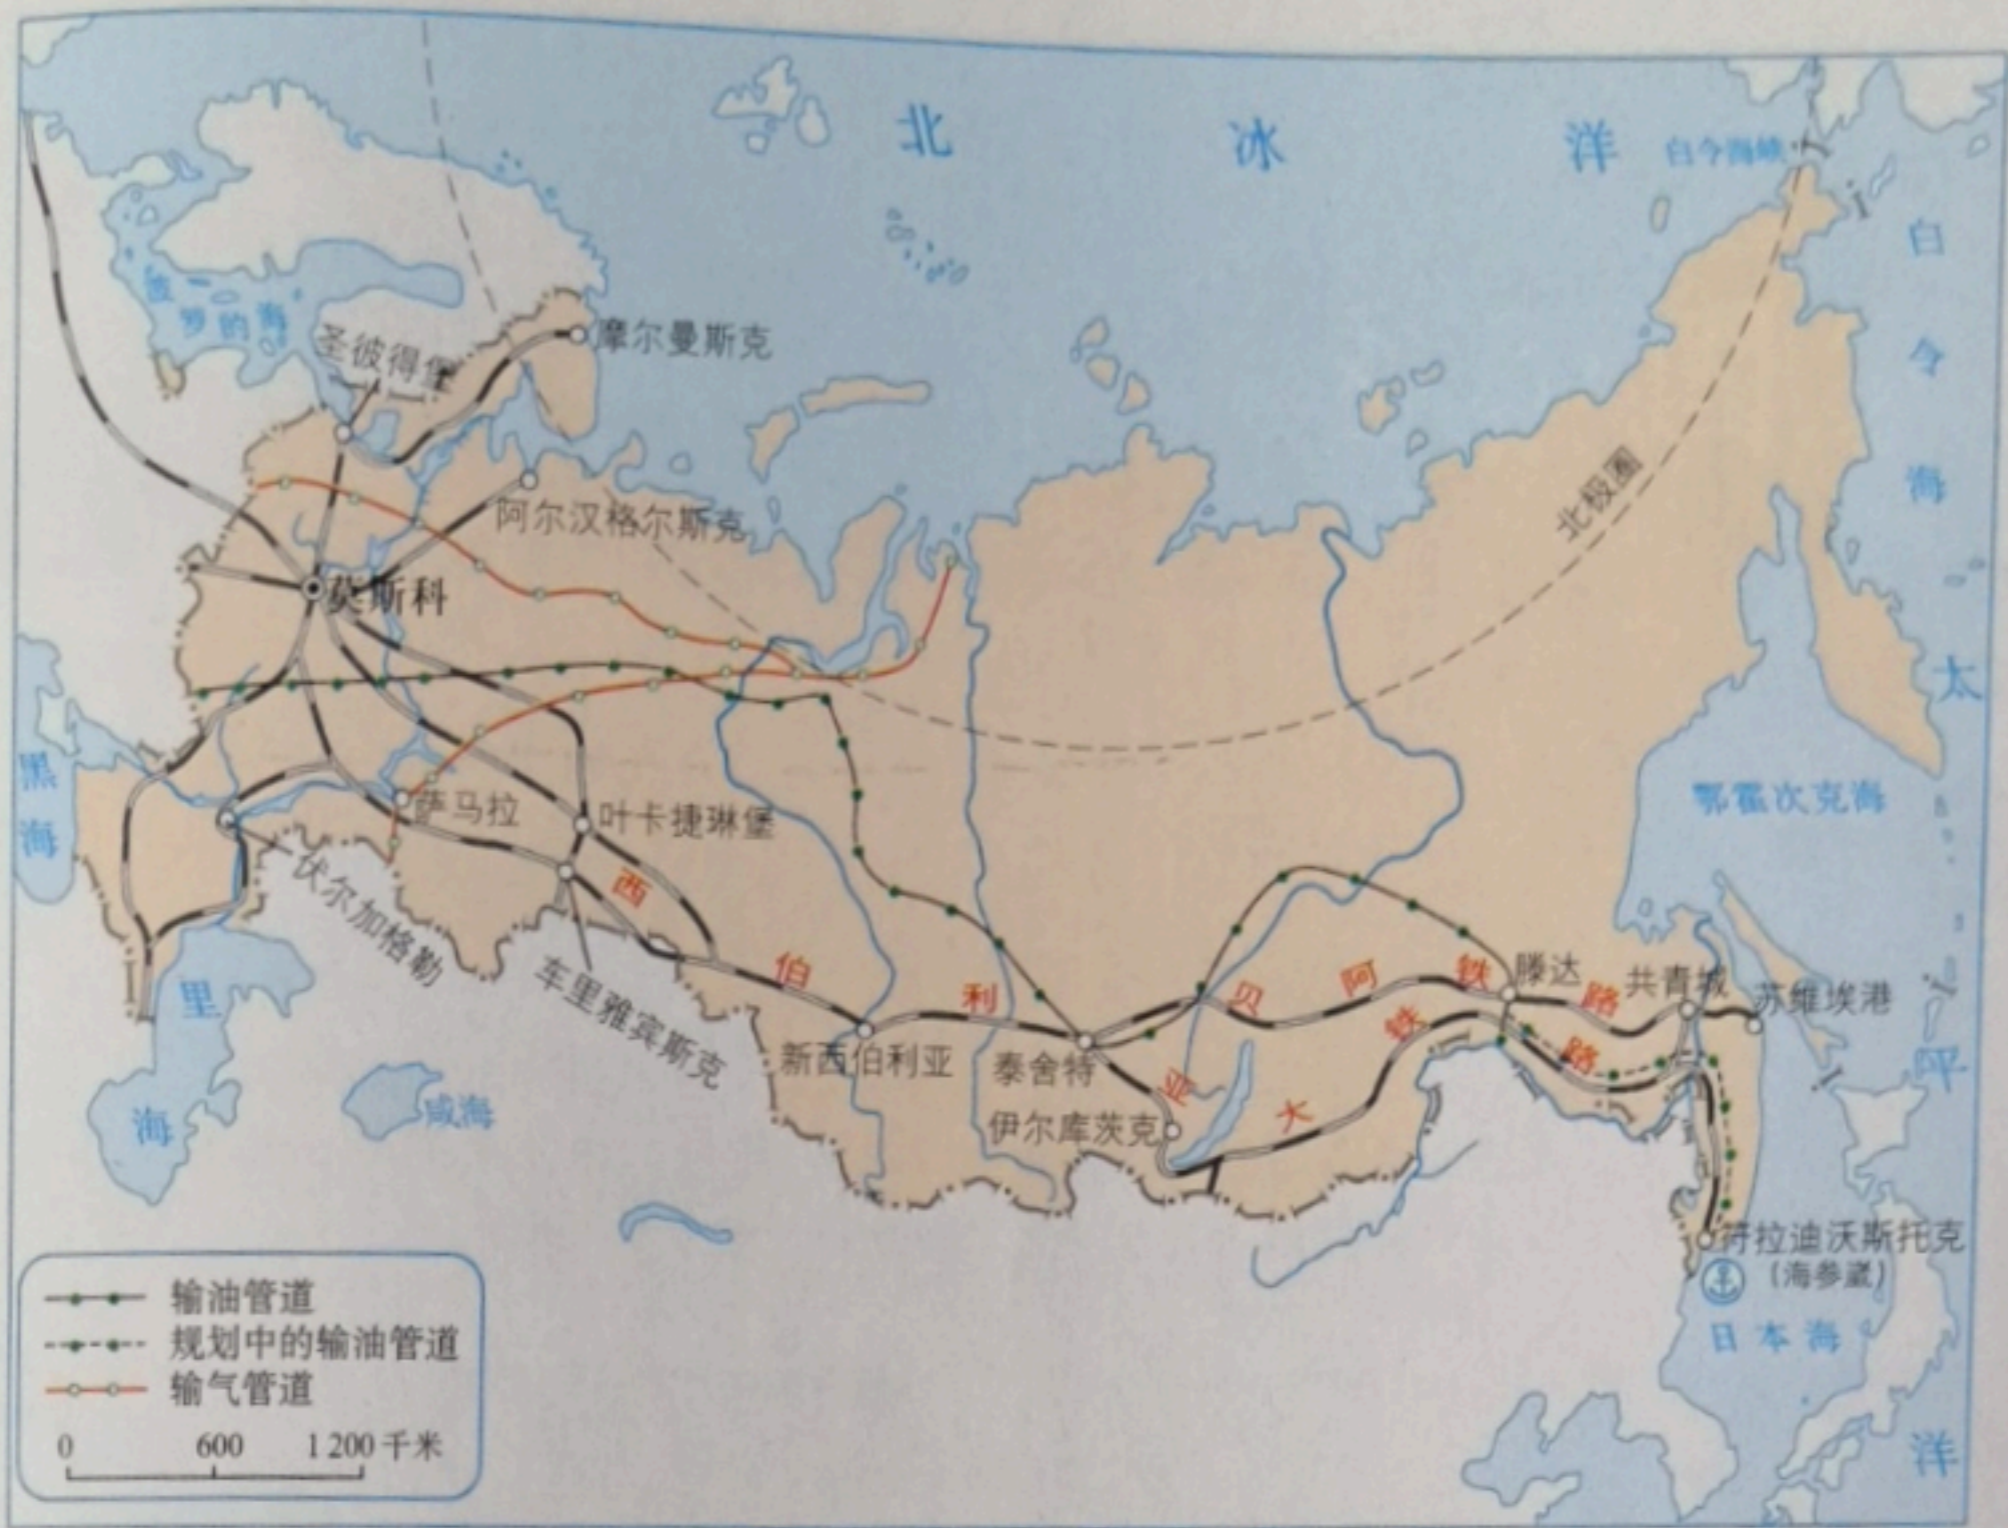 北 冰 洋
白令海峡
白令海
波罗的海
圣彼得堡
摩尔曼斯克
北极圈
阿尔汉格尔斯克
莫斯科
太平洋
黑海
鄂霍次克海
萨马拉
叶卡捷琳堡
伏尔加格勒
车里雅宾斯克
西伯利亚大铁路
贝阿铁路
滕达
共青城
苏维埃港
里海
咸海
新西伯利亚
泰舍特
伊尔库茨克
符拉迪沃斯托克
(海参崴)
日本海
输油管道
规划中的输油管道
输气管道
0 600 1 200 千米